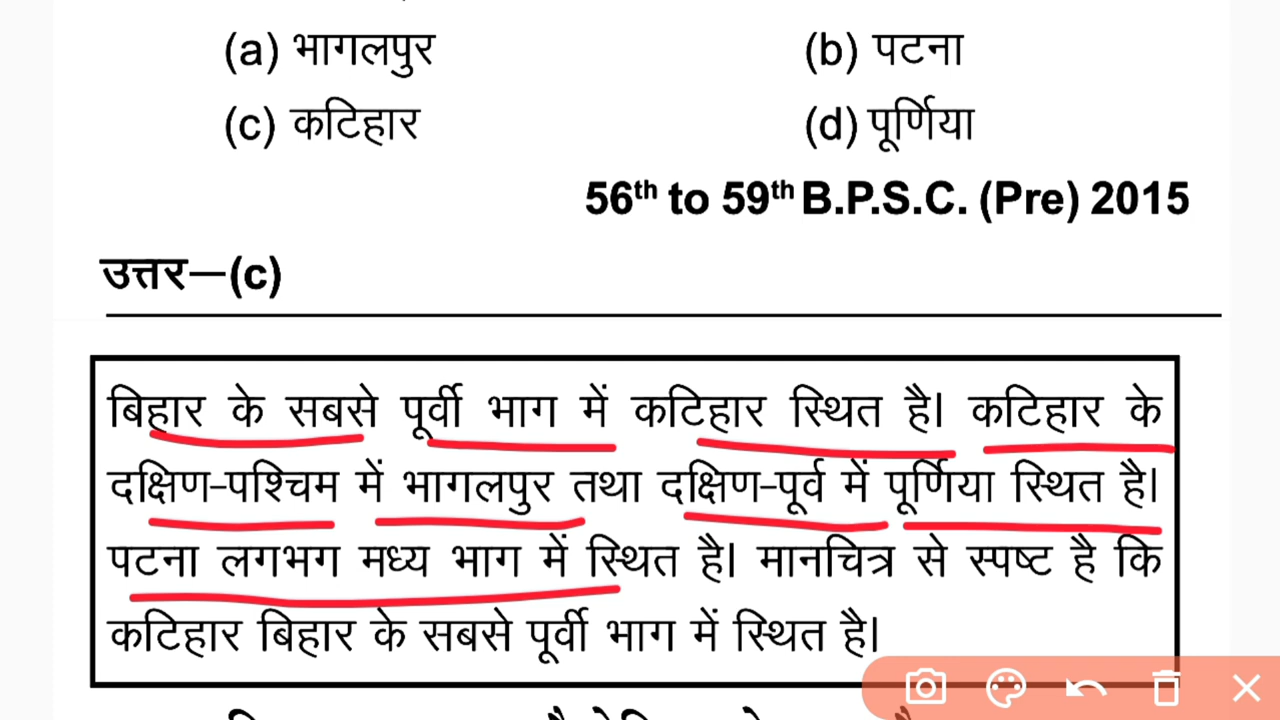 (a) भागलपुर (b) पटना
(c) कटिहार (d) पूर्णिया
56th to 59th B.P.S.C. (Pre) 2015
उत्तर—(c)
बिहार के सबसे पूर्वी भाग में कटिहार स्थित है। कटिहार के
दक्षिण-पश्चिम में भागलपुर तथा दक्षिण-पूर्व में पूर्णिया स्थित है।
पटना लगभग मध्य भाग में स्थित है। मानचित्र से स्पष्ट है कि
कटिहार बिहार के सबसे पूर्वी भाग में स्थित है।